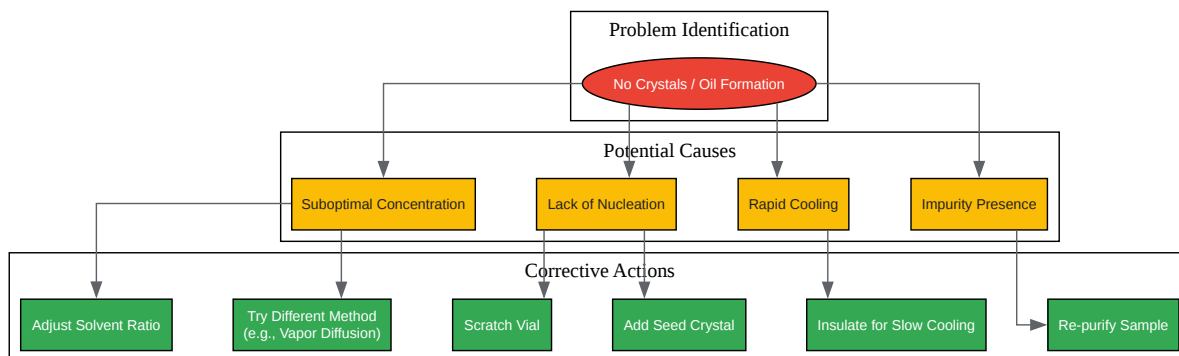 Problem Identification
No Crystals / Oil Formation
Potential Causes
Suboptimal Concentration
Lack of Nucleation
Rapid Cooling
Impurity Presence
Corrective Actions
Adjust Solvent Ratio
Try Different Method
(e.g., Vapor Diffusion)
Scratch Vial
Add Seed Crystal
Insulate for Slow Cooling
Re-purify Sample